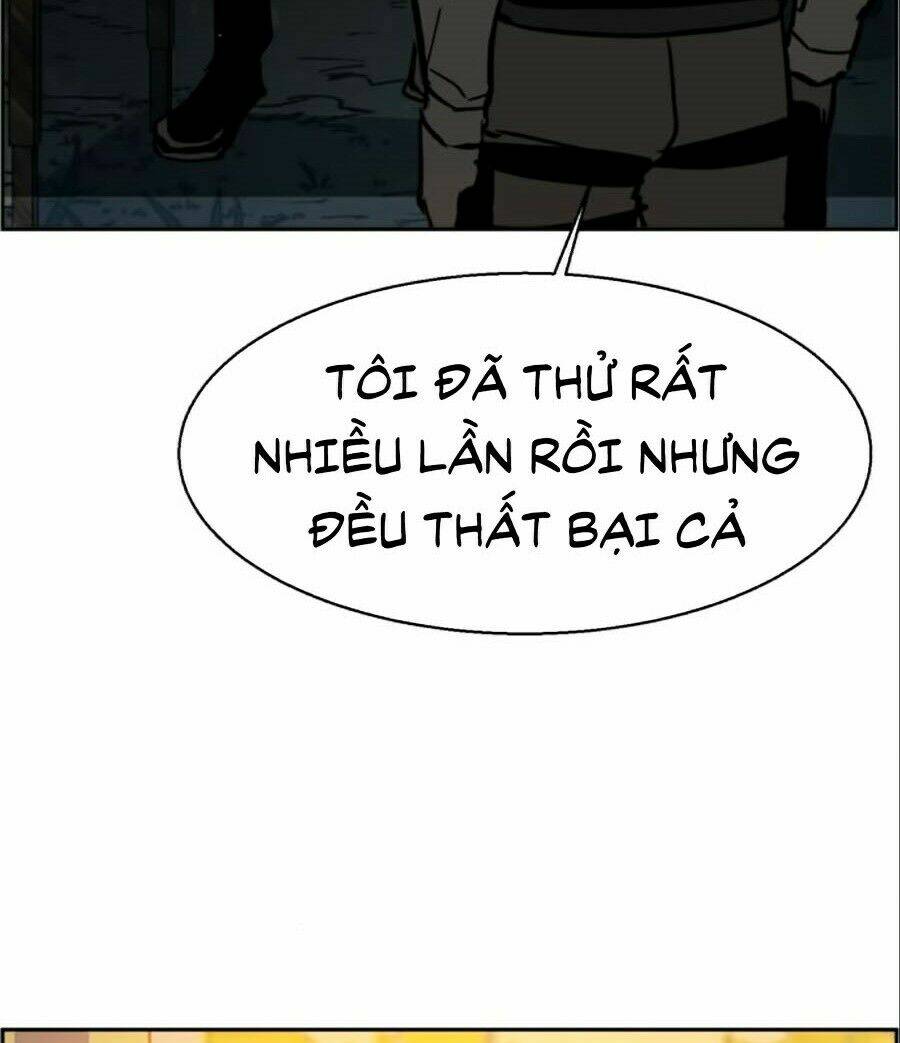 TÔI ĐÃ THỬ RẤT
NHIỀU LẦN RỒI NHƯNG
ĐỀU THẤT BẠI CẢ